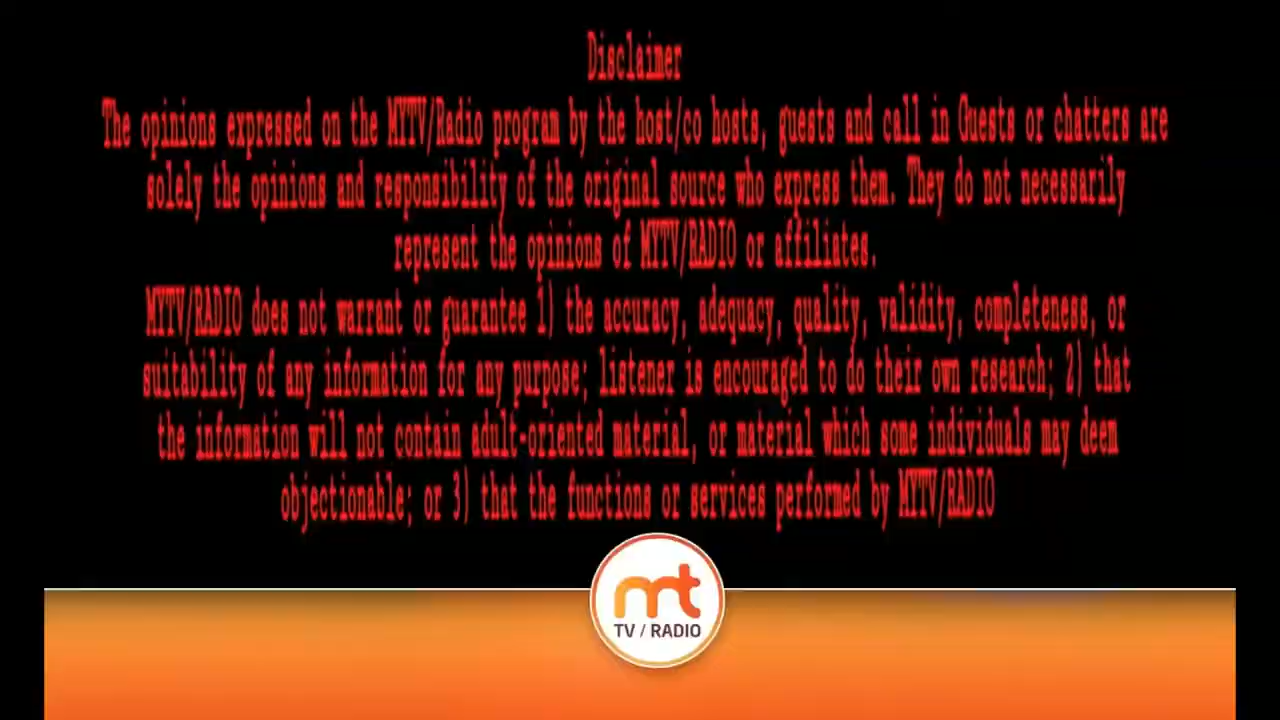 Disclaimer
The opinions expressed on the MYTV/Radio program by the host/co hosts, guests and call in Guests or chatters are
solely the opinions and responsibility of the original source who express them. They do not necessarily
represent the opinions of MYTV/RADIO or affiliates.
MYTV/RADIO does not warrant or guarantee 1) the accuracy, adequacy, quality, validity, completeness, or
suitability of any information for any purpose; listener is encouraged to do their own research; 2) that
the information will not contain adult-oriented material, or material which some individuals may deem
objectionable; or 3) that the functions or services performed by MYTV/RADIO
mt
TV / RADIO